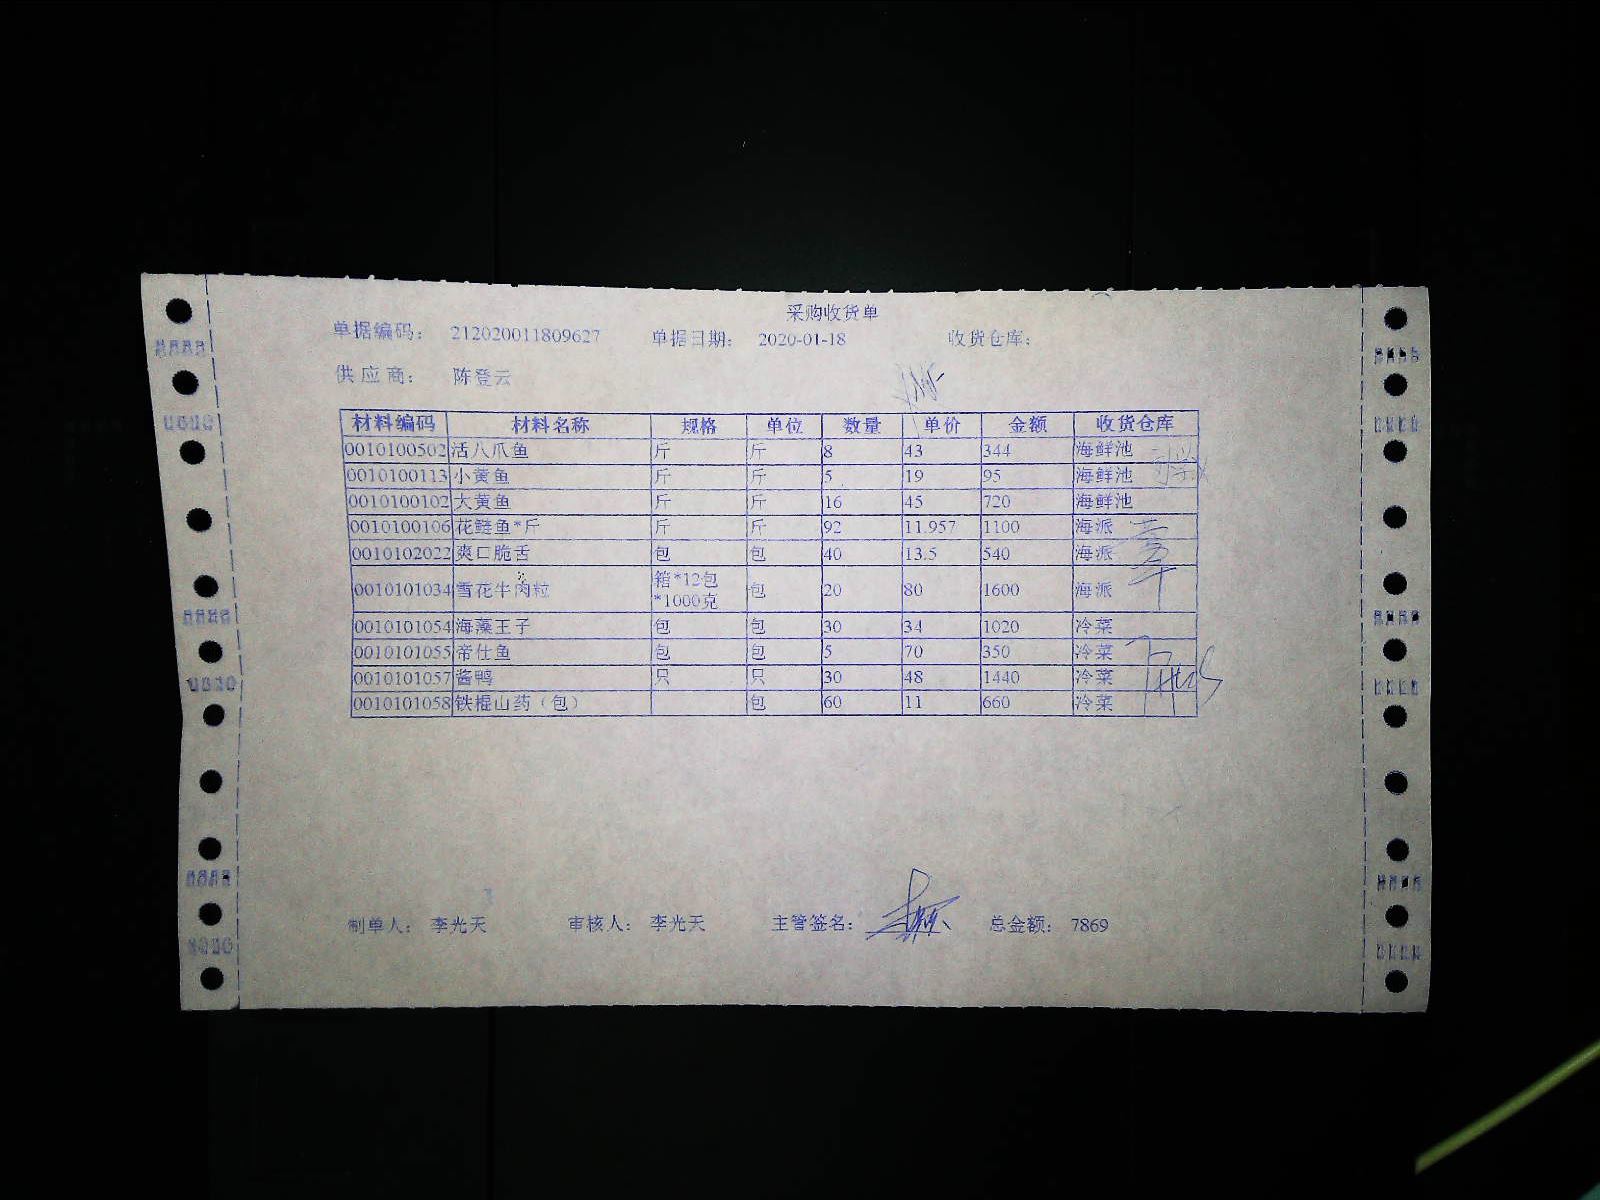 采购收货单
单据编码： 212020011809627 单据日期： 2020-01-18 收货仓库：
供应商： 陈登云
材料编码 材料名称 规格 单位 数量 单价 金额 收货仓库
0010100502 活八爪鱼 斤 斤 8 43 344 海鲜池
0010100113 小黄鱼 斤 斤 5 19 95 海鲜池
0010100102 大黄鱼 斤 斤 16 45 720 海鲜池
0010100106 花鲢鱼*斤 斤 斤 92 11.957 1100 海派
0010102022 爽口脆舌 包 包 40 13.5 540 海派
0010101034 雪花牛肉粒 箱*12包 包 20 80 1600 海派
*1000克
0010101054 海藻王子 包 包 30 34 1020 冷菜
0010101055 帝仕鱼 包 包 5 70 350 冷菜
0010101057 酱鸭 只 只 30 48 1440 冷菜
0010101058 铁棍山药（包） 包 60 11 660 冷菜
制单人： 李光天 审核人： 李光天 主管签名： 总金额： 7869